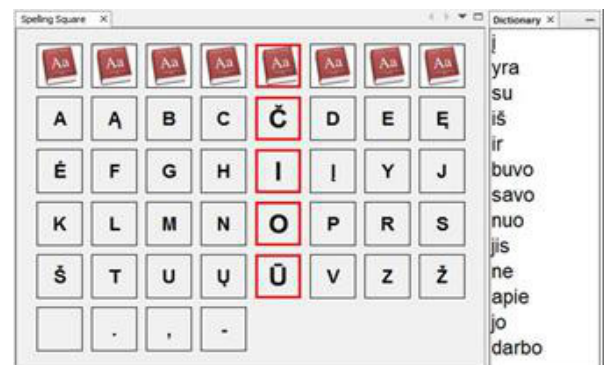 Spelling Square ×
Aa Aa Aa Aa Aa Aa Aa Aa
A Ą B C Č D E Ę
Ė F G H I Į Y J
K L M N O P R S
Š T U Ų Ū V Z Ž
. , -
Dictionary ×
į
yra
su
iš
ir
buvo
savo
nuo
jis
ne
apie
jo
darbo